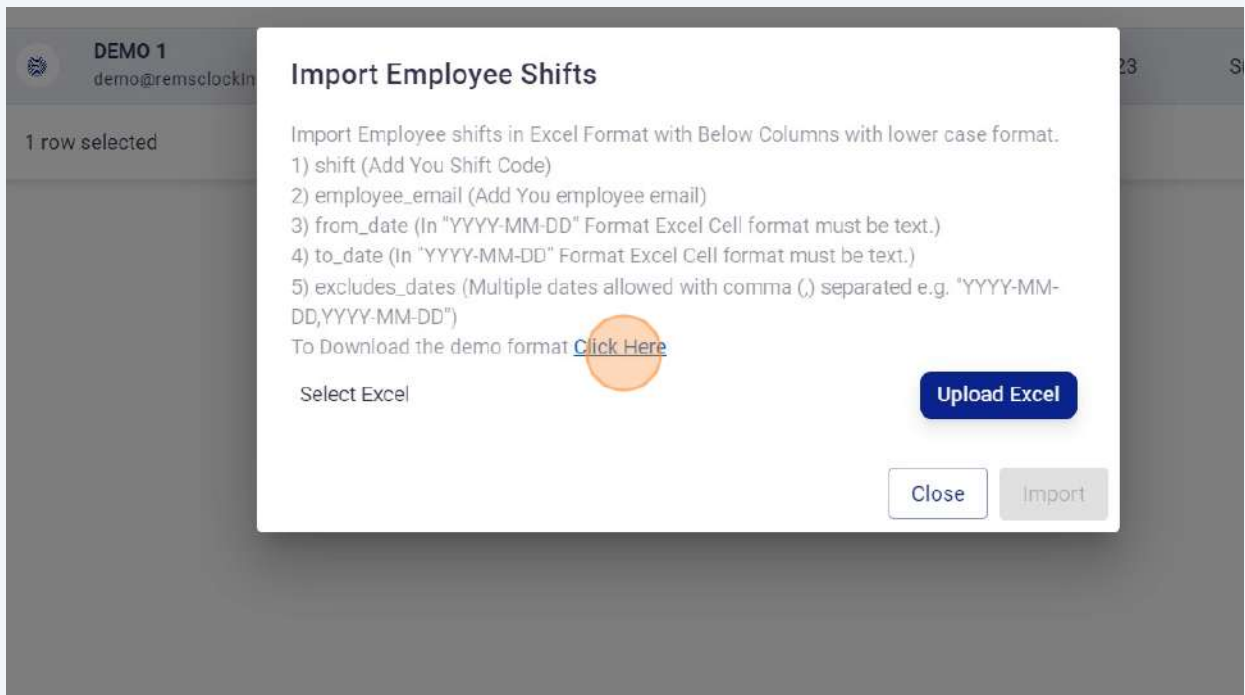 DEMO 1
demo@remsclockin
23
1 row selected
Import Employee Shifts
Import Employee shifts in Excel Format with Below Columns with lower case format.
1) shift (Add You Shift Code)
2) employee_email (Add You employee email)
3) from_date (In "YYYY-MM-DD" Format Excel Cell format must be text.)
4) to_date (In "YYYY-MM-DD" Format Excel Cell format must be text.)
5) excludes_dates (Multiple dates allowed with comma (,) separated e.g. "YYYY-MM-
DD,YYYY-MM-DD")
To Download the demo format Click Here
Select Excel
Upload Excel
Close
Import